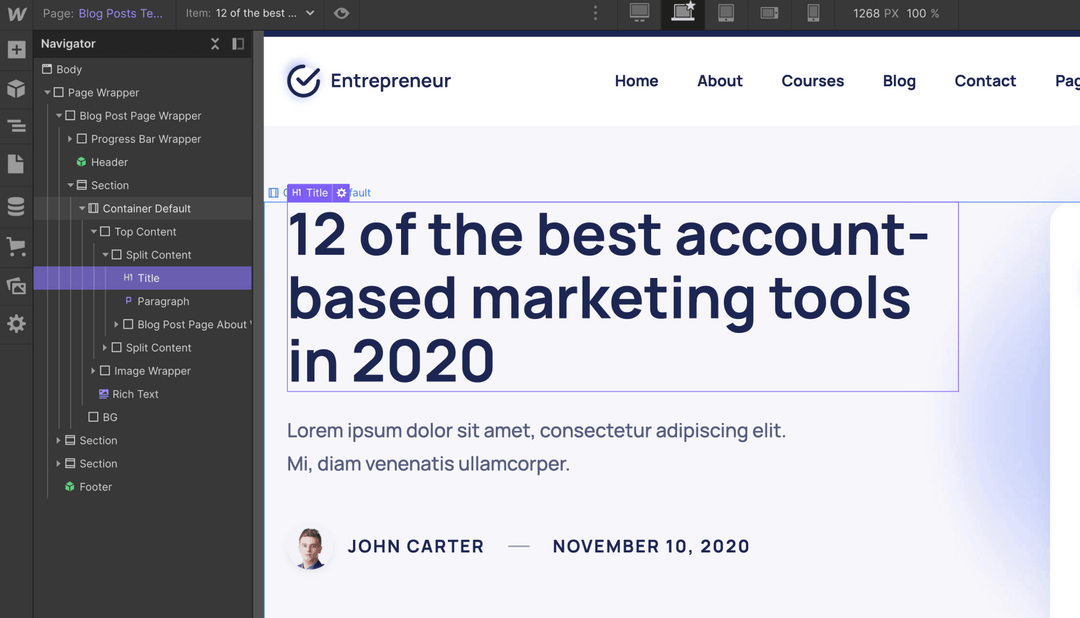 Page: Blog Posts Te...
Item: 12 of the best ...
1268 PX 100 %
Navigator
Body
Page Wrapper
Blog Post Page Wrapper
Progress Bar Wrapper
Header
Section
Container Default
Top Content
Split Content
H1 Title
P Paragraph
Blog Post Page About
Split Content
Image Wrapper
Rich Text
BG
Section
Section
Footer
Entrepreneur
Home About Courses Blog Contact Pag
H1 Title fault
12 of the best account-
based marketing tools
in 2020
Lorem ipsum dolor sit amet, consectetur adipiscing elit.
Mi, diam venenatis ullamcorper.
JOHN CARTER — NOVEMBER 10, 2020